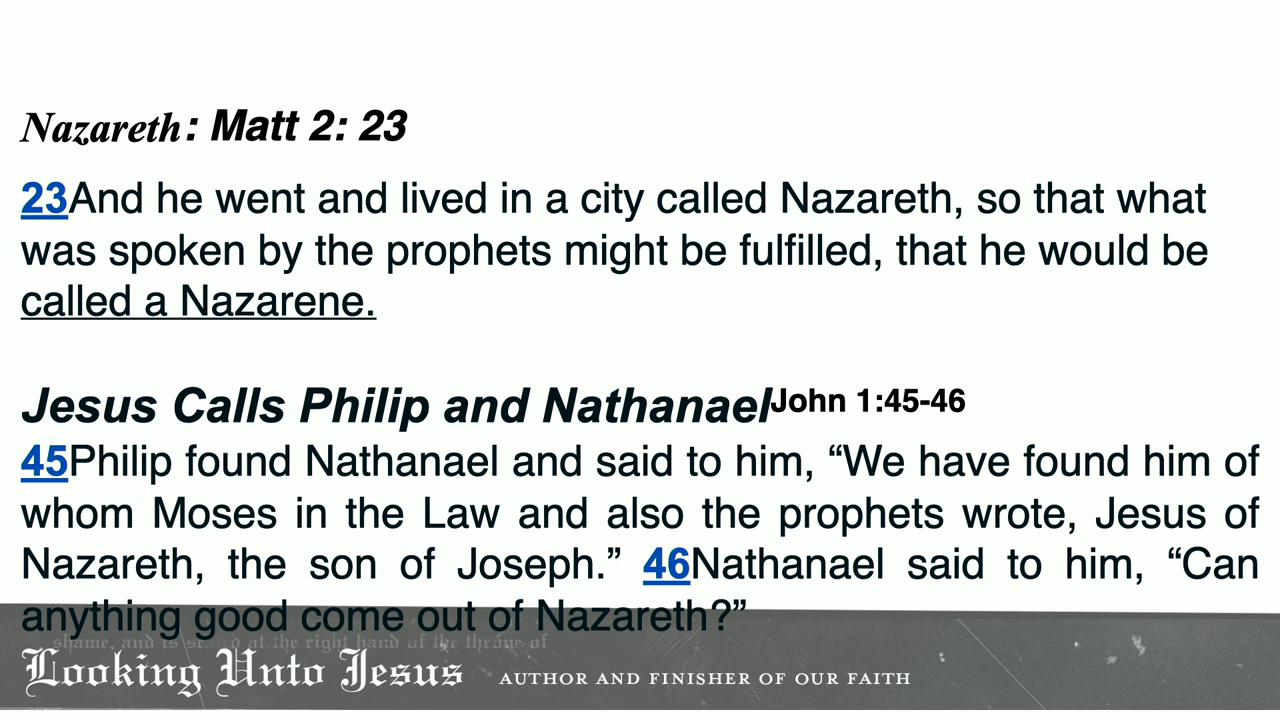 Nazareth: Matt 2: 23
23And he went and lived in a city called Nazareth, so that what
was spoken by the prophets might be fulfilled, that he would be
called a Nazarene.
Jesus Calls Philip and NathanaelJohn 1:45-46
45Philip found Nathanael and said to him, “We have found him of
whom Moses in the Law and also the prophets wrote, Jesus of
Nazareth, the son of Joseph.” 46Nathanael said to him, “Can
anything good come out of Nazareth?”
shame, and is at the right hand of the throne of
Looking Unto Jesus AUTHOR AND FINISHER OF OUR FAITH